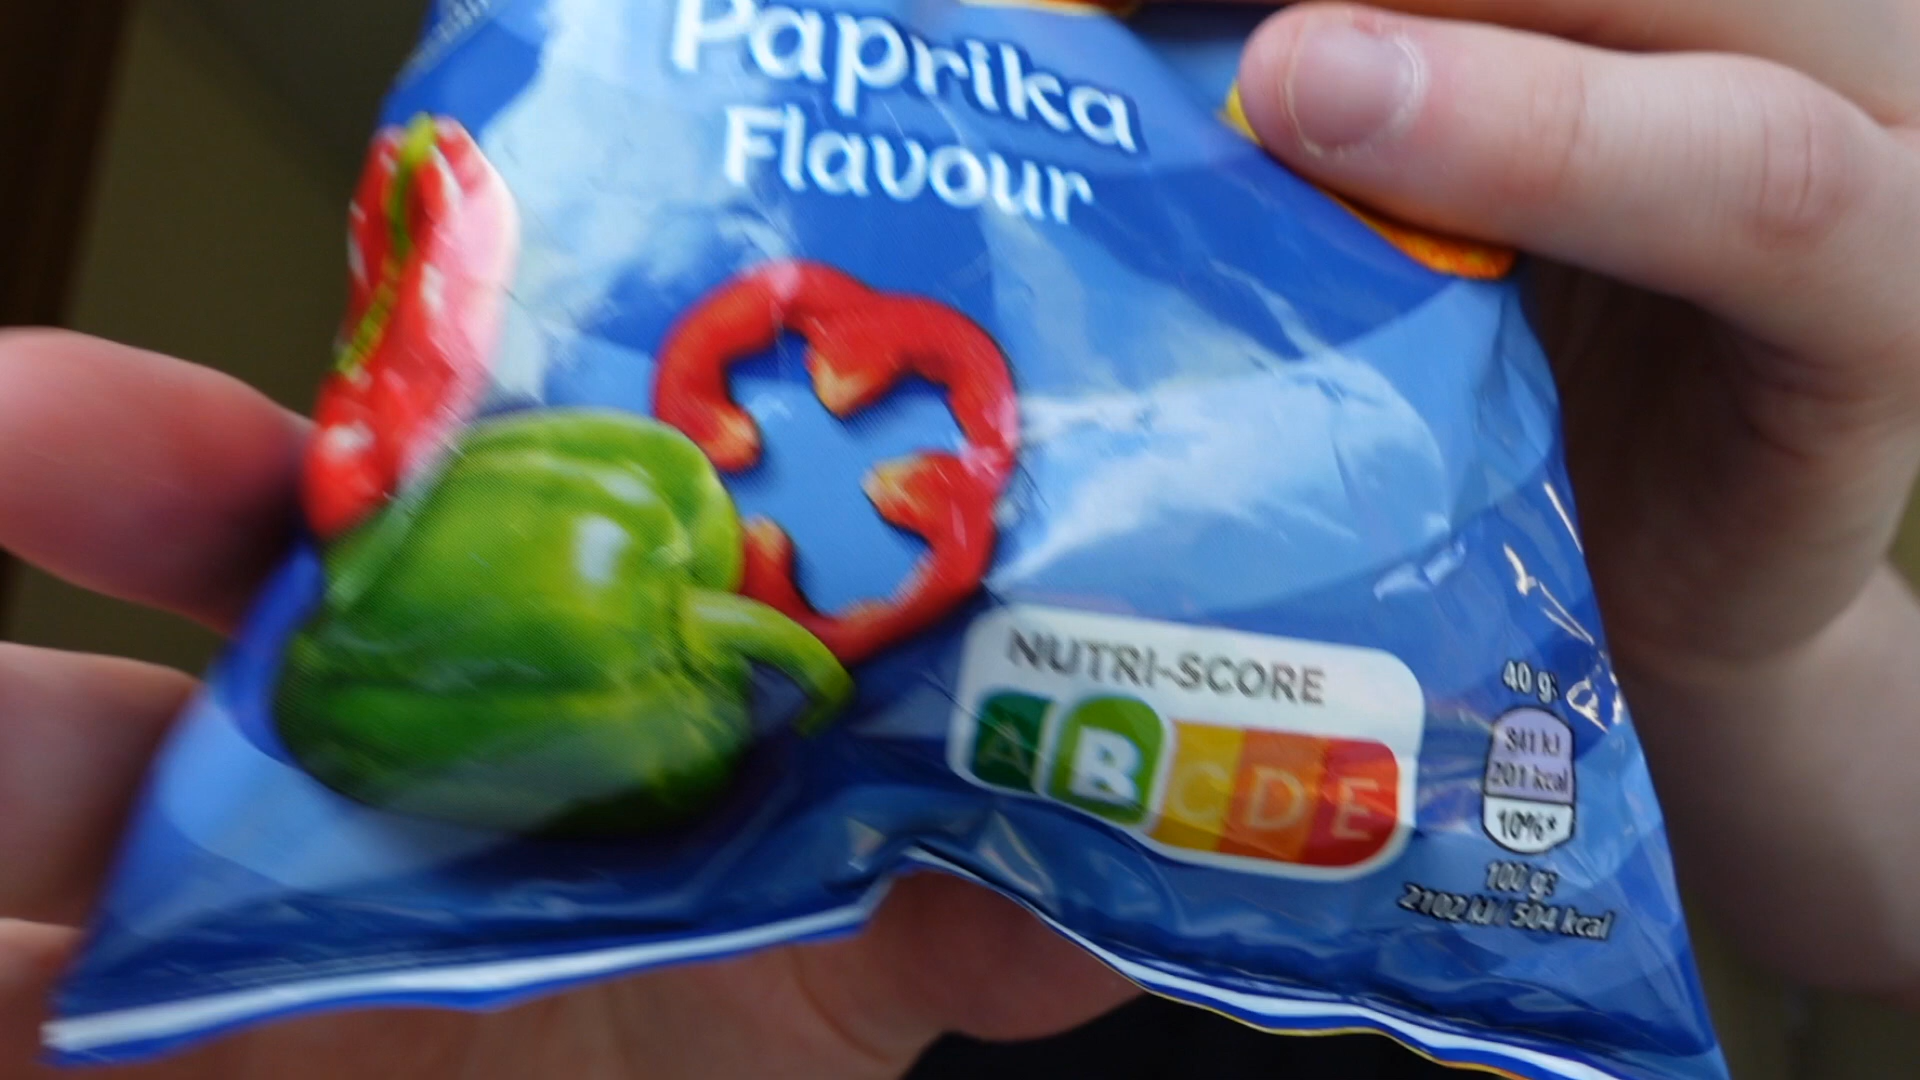 Paprika
Flavour
NUTRI-SCORE
A B C D E
40 g:
841 kJ
201 kcal
10%*
100 g:
2102 kJ / 504 kcal